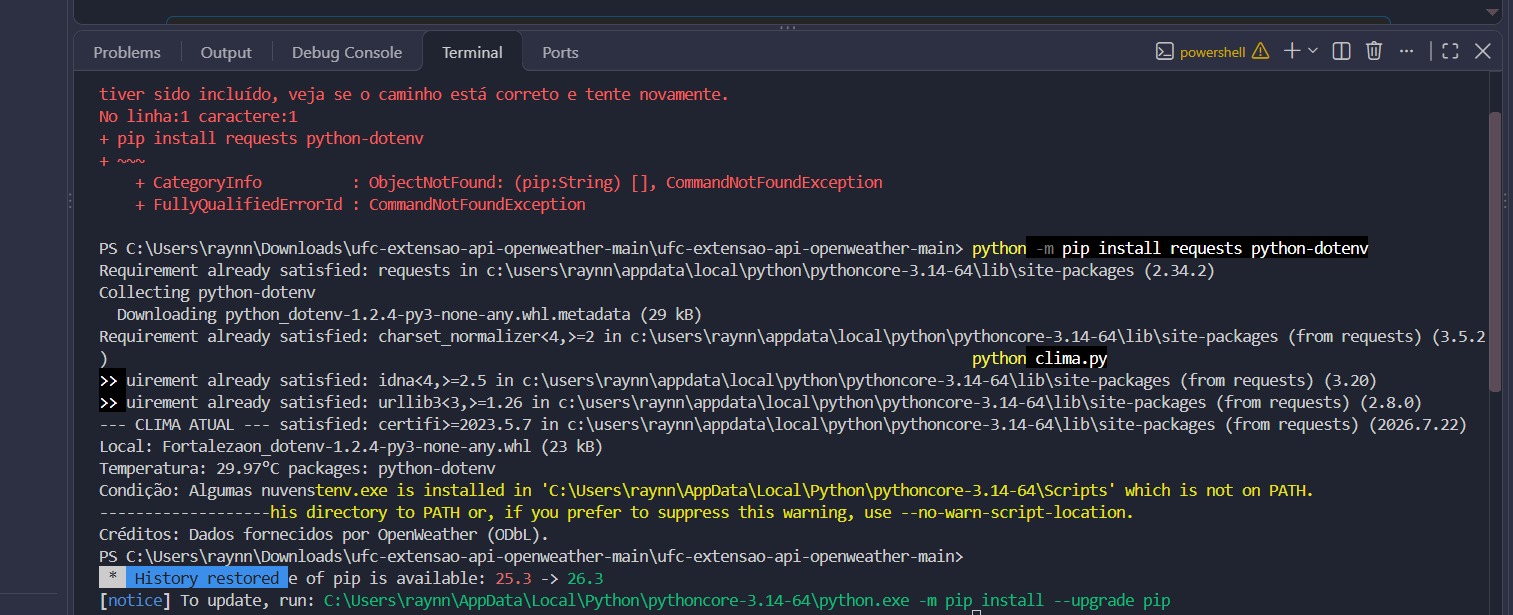 Problems Output Debug Console Terminal Ports powershell
tiver sido incluído, veja se o caminho está correto e tente novamente.
No linha:1 caractere:1
+ pip install requests python-dotenv
+ ~~~
    + CategoryInfo          : ObjectNotFound: (pip:String) [], CommandNotFoundException
    + FullyQualifiedErrorId : CommandNotFoundException
PS C:\Users\raynn\Downloads\ufc-extensao-api-openweather-main\ufc-extensao-api-openweather-main> python -m pip install requests python-dotenv
Requirement already satisfied: requests in c:\users\raynn\appdata\local\python\pythoncore-3.14-64\lib\site-packages (2.34.2)
Collecting python-dotenv
  Downloading python_dotenv-1.2.4-py3-none-any.whl.metadata (29 kB)
Requirement already satisfied: charset_normalizer<4,>=2 in c:\users\raynn\appdata\local\python\pythoncore-3.14-64\lib\site-packages (from requests) (3.5.2
) python clima.py
>> uirement already satisfied: idna<4,>=2.5 in c:\users\raynn\appdata\local\python\pythoncore-3.14-64\lib\site-packages (from requests) (3.20)
>> uirement already satisfied: urllib3<3,>=1.26 in c:\users\raynn\appdata\local\python\pythoncore-3.14-64\lib\site-packages (from requests) (2.8.0)
--- CLIMA ATUAL --- satisfied: certifi>=2023.5.7 in c:\users\raynn\appdata\local\python\pythoncore-3.14-64\lib\site-packages (from requests) (2026.7.22)
Local: Fortalezaon_dotenv-1.2.4-py3-none-any.whl (23 kB)
Temperatura: 29.97ºC packages: python-dotenv
Condição: Algumas nuvenstenv.exe is installed in 'C:\Users\raynn\AppData\Local\Python\pythoncore-3.14-64\Scripts' which is not on PATH.
-------------------his directory to PATH or, if you prefer to suppress this warning, use --no-warn-script-location.
Créditos: Dados fornecidos por OpenWeather (ODbL).
PS C:\Users\raynn\Downloads\ufc-extensao-api-openweather-main\ufc-extensao-api-openweather-main>
 * History restored e of pip is available: 25.3 -> 26.3
[notice] To update, run: C:\Users\raynn\AppData\Local\Python\pythoncore-3.14-64\python.exe -m pip install --upgrade pip